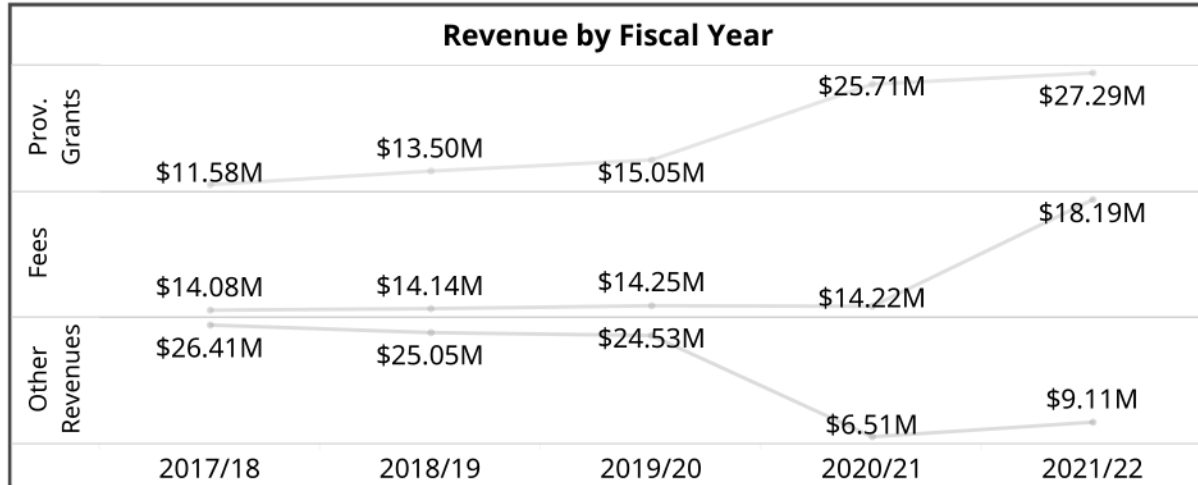 Revenue by Fiscal Year
Prov.
Grants
$11.58M
$13.50M
$15.05M
$25.71M
$27.29M
Fees
$14.08M
$14.14M
$14.25M
$14.22M
$18.19M
Other
Revenues
$26.41M
$25.05M
$24.53M
$6.51M
$9.11M
2017/18
2018/19
2019/20
2020/21
2021/22